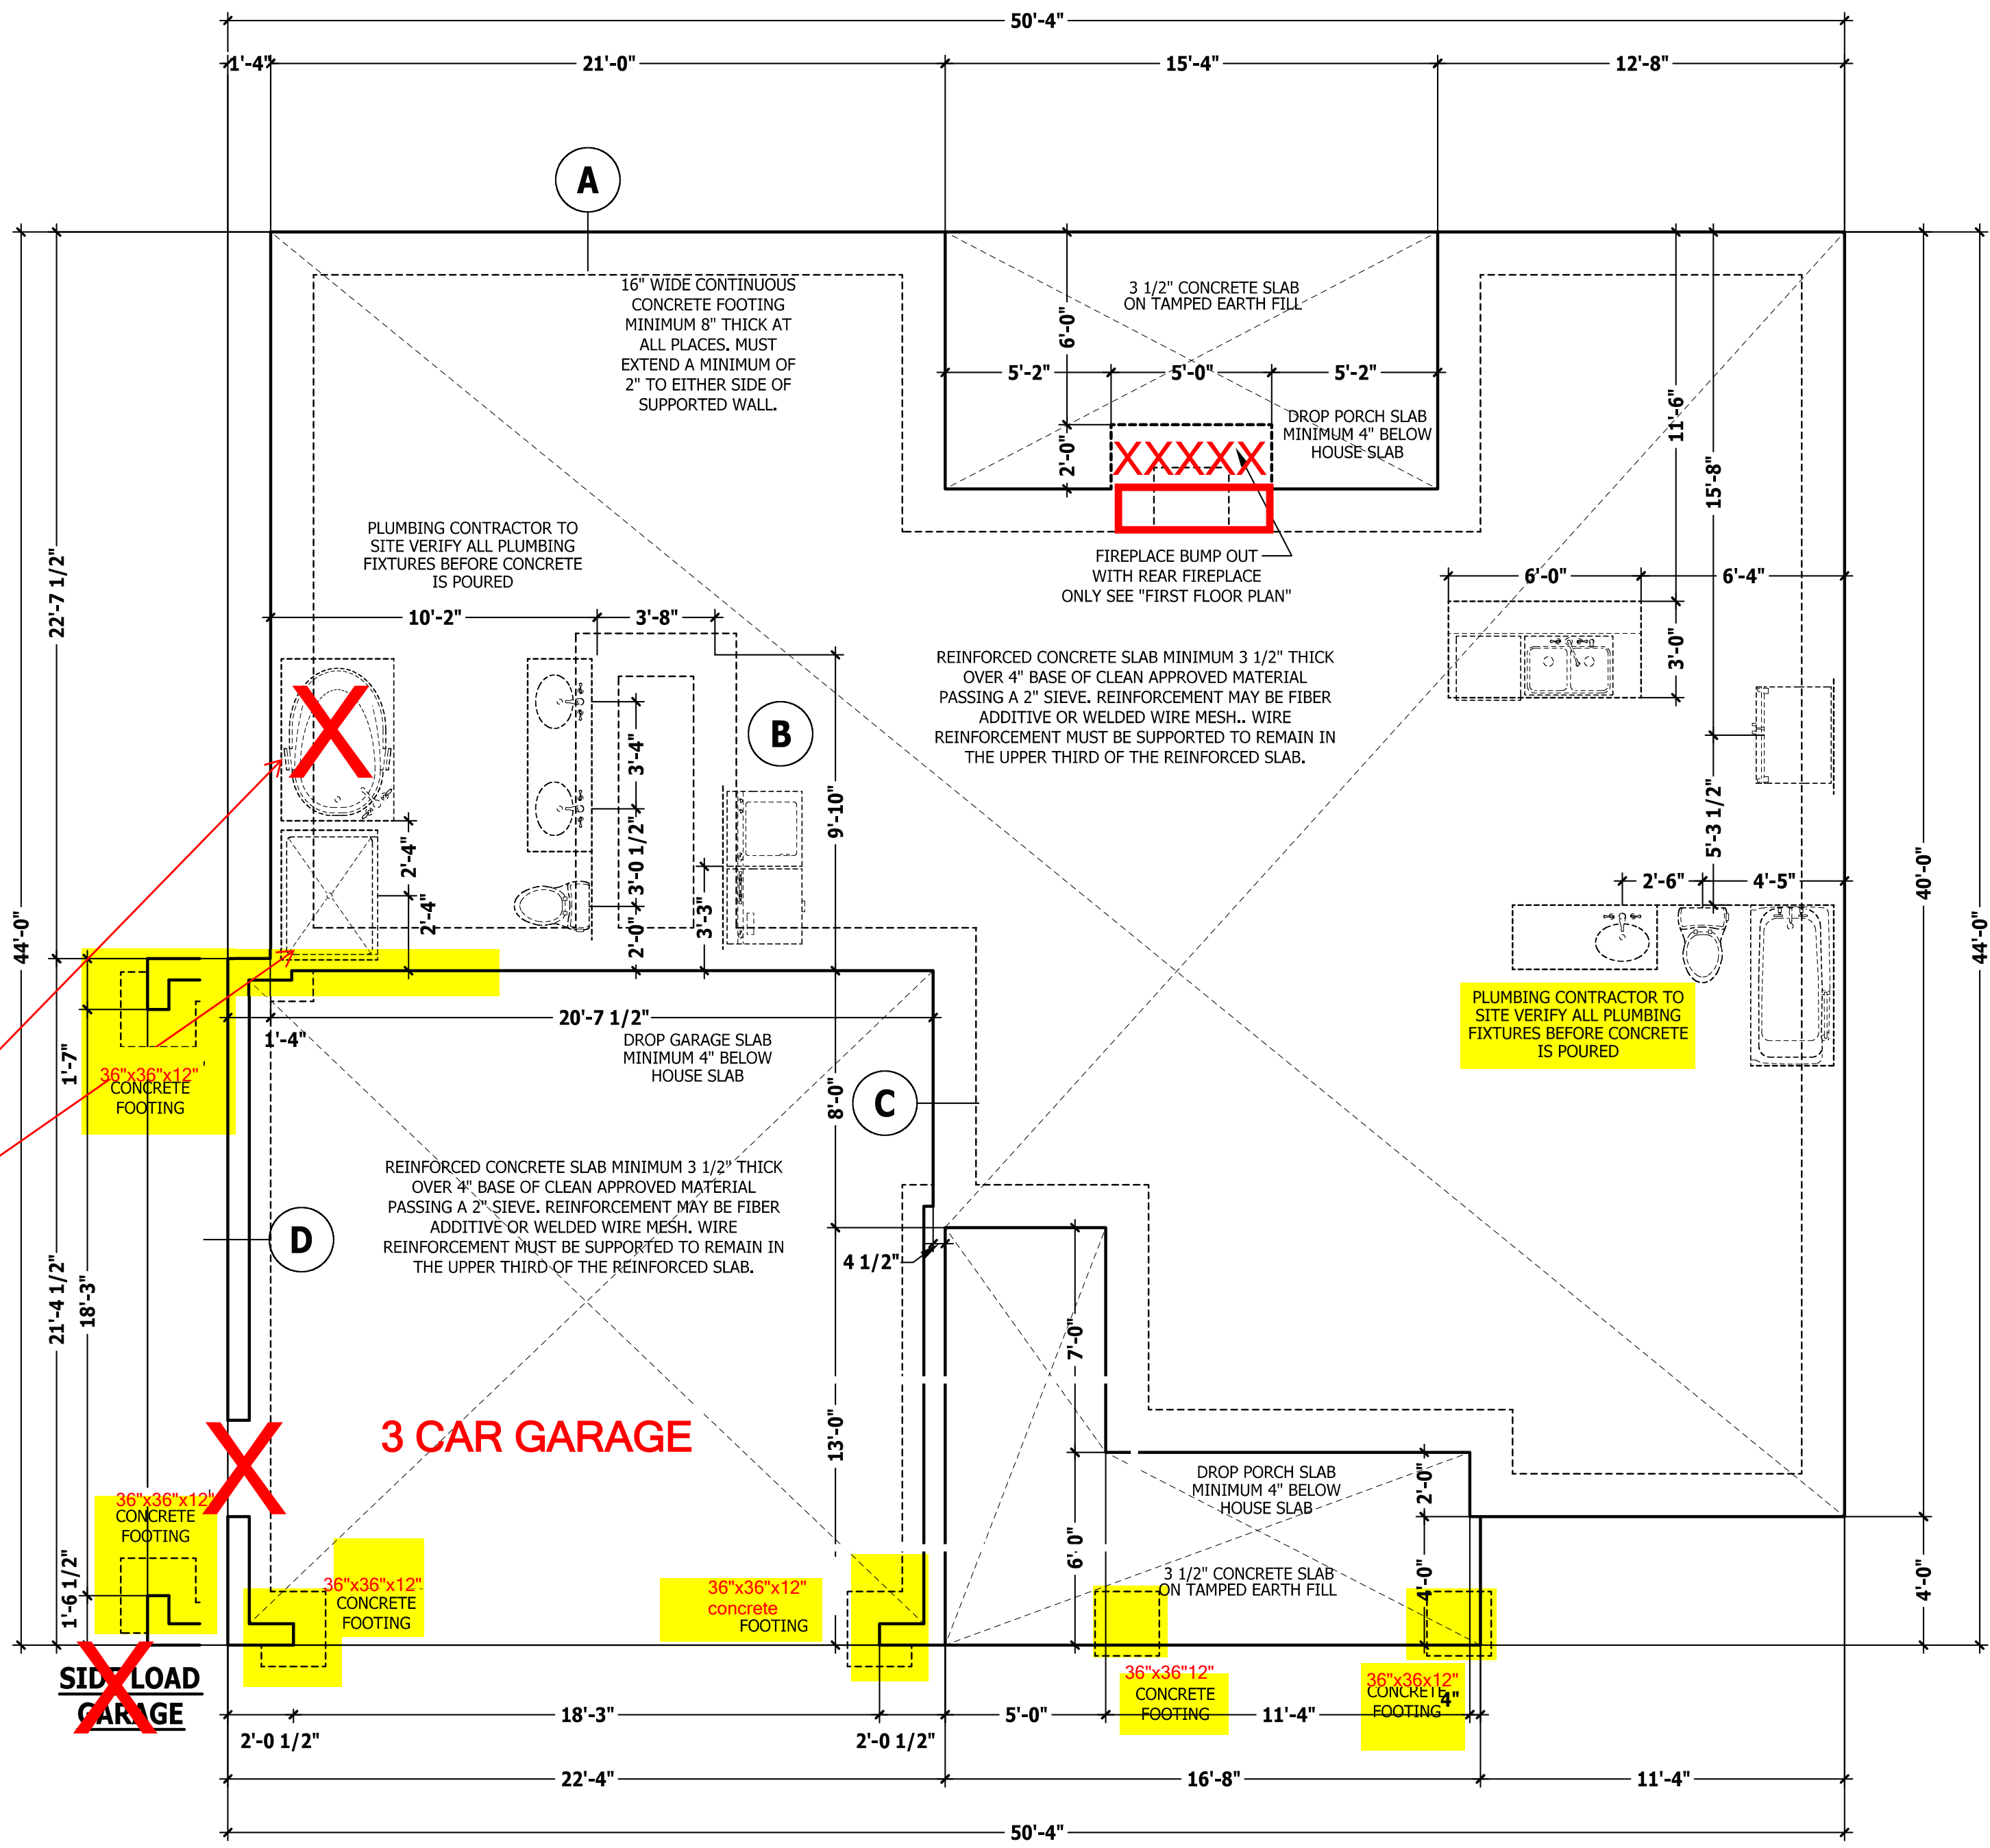 50'-4"
1'-4"
21'-0"
15'-4"
12'-8"
A
16" WIDE CONTINUOUS
CONCRETE FOOTING
MINIMUM 8" THICK AT
ALL PLACES. MUST
EXTEND A MINIMUM OF
2" TO EITHER SIDE OF
SUPPORTED WALL.
3 1/2" CONCRETE SLAB
ON TAMPED EARTH FILL
6'-0"
5'-2"
5'-0"
5'-2"
2'-0"
DROP PORCH SLAB
MINIMUM 4" BELOW
HOUSE SLAB
XXXXX
FIREPLACE BUMP OUT
WITH REAR FIREPLACE
ONLY SEE "FIRST FLOOR PLAN"
11'-6"
15'-8"
22'-7 1/2"
PLUMBING CONTRACTOR TO
SITE VERIFY ALL PLUMBING
FIXTURES BEFORE CONCRETE
IS POURED
6'-0"
6'-4"
3'-0"
10'-2"
3'-8"
REINFORCED CONCRETE SLAB MINIMUM 3 1/2" THICK
OVER 4" BASE OF CLEAN APPROVED MATERIAL
PASSING A 2" SIEVE. REINFORCEMENT MAY BE FIBER
ADDITIVE OR WELDED WIRE MESH.. WIRE
REINFORCEMENT MUST BE SUPPORTED TO REMAIN IN
THE UPPER THIRD OF THE REINFORCED SLAB.
X
B
3'-4"
9'-10"
5'-3 1/2"
2'-4"
3'-0 1/2"
2'-4"
2'-0"
3'-3"
44'-0"
2'-6"
4'-5"
40'-0"
44'-0"
PLUMBING CONTRACTOR TO
SITE VERIFY ALL PLUMBING
FIXTURES BEFORE CONCRETE
IS POURED
20'-7 1/2"
1'-4"
DROP GARAGE SLAB
MINIMUM 4" BELOW
HOUSE SLAB
1'-7"
36"x36"x12"
CONCRETE
FOOTING
8'-0"
C
REINFORCED CONCRETE SLAB MINIMUM 3 1/2" THICK
OVER 4" BASE OF CLEAN APPROVED MATERIAL
PASSING A 2" SIEVE. REINFORCEMENT MAY BE FIBER
ADDITIVE OR WELDED WIRE MESH. WIRE
REINFORCEMENT MUST BE SUPPORTED TO REMAIN IN
THE UPPER THIRD OF THE REINFORCED SLAB.
D
4 1/2"
21'-4 1/2"
18'-3"
7'-0"
3 CAR GARAGE
13'-0"
X
DROP PORCH SLAB
MINIMUM 4" BELOW
HOUSE SLAB
2'-0"
36"x36"x12"
CONCRETE
FOOTING
6' 0"
3 1/2" CONCRETE SLAB
ON TAMPED EARTH FILL
4'-0"
4'-0"
1'-6 1/2"
36"x36"x12"
CONCRETE
FOOTING
36"x36"x12"
concrete
FOOTING
SIDE LOAD
GARAGE
X
36"x36"12"
CONCRETE
FOOTING
36"x36x12"
CONCRETE
FOOTING
4"
18'-3"
5'-0"
11'-4"
2'-0 1/2"
2'-0 1/2"
22'-4"
16'-8"
11'-4"
50'-4"